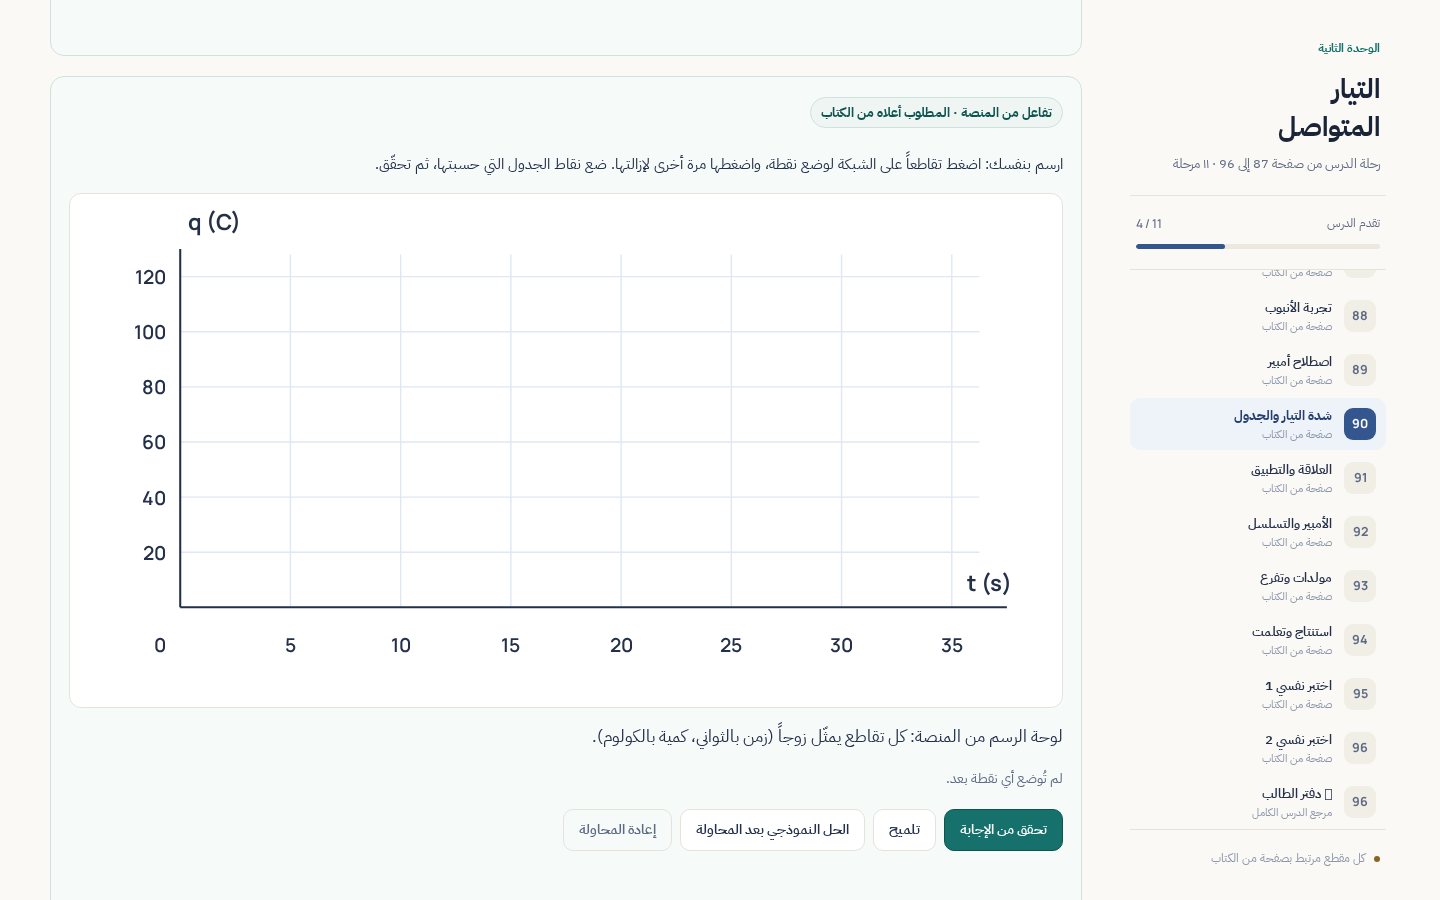 الوحدة الثانية
التيار
المتواصل
رحلة الدرس من صفحة 87 إلى 96 · ١١ مرحلة
تقدم الدرس
4 / 11
صفحة من الكتاب
88
تجربة الأنبوب
صفحة من الكتاب
89
اصطلاح أمبير
صفحة من الكتاب
90
شدة التيار والجدول
صفحة من الكتاب
91
العلاقة والتطبيق
صفحة من الكتاب
92
الأمبير والتسلسل
صفحة من الكتاب
93
مولدات وتفرع
صفحة من الكتاب
94
استنتاج وتعلمت
صفحة من الكتاب
95
اختبر نفسي 1
صفحة من الكتاب
96
اختبر نفسي 2
صفحة من الكتاب
96
دفتر الطالب
مرجع الدرس الكامل
كل مقطع مرتبط بصفحة من الكتاب
تفاعل من المنصة · المطلوب أعلاه من الكتاب
ارسم بنفسك: اضغط تقاطعاً على الشبكة لوضع نقطة، واضغطها مرة أخرى لإزالتها. ضع نقاط الجدول التي حسبتها، ثم تحقّق.
q (C)
120
100
80
60
40
20
t (s)
0 5 10 15 20 25 30 35
لوحة الرسم من المنصة: كل تقاطع يمثّل زوجاً (زمن بالثواني، كمية بالكولوم).
لم تُوضع أي نقطة بعد.
تحقق من الإجابة
تلميح
الحل النموذجي بعد المحاولة
إعادة المحاولة